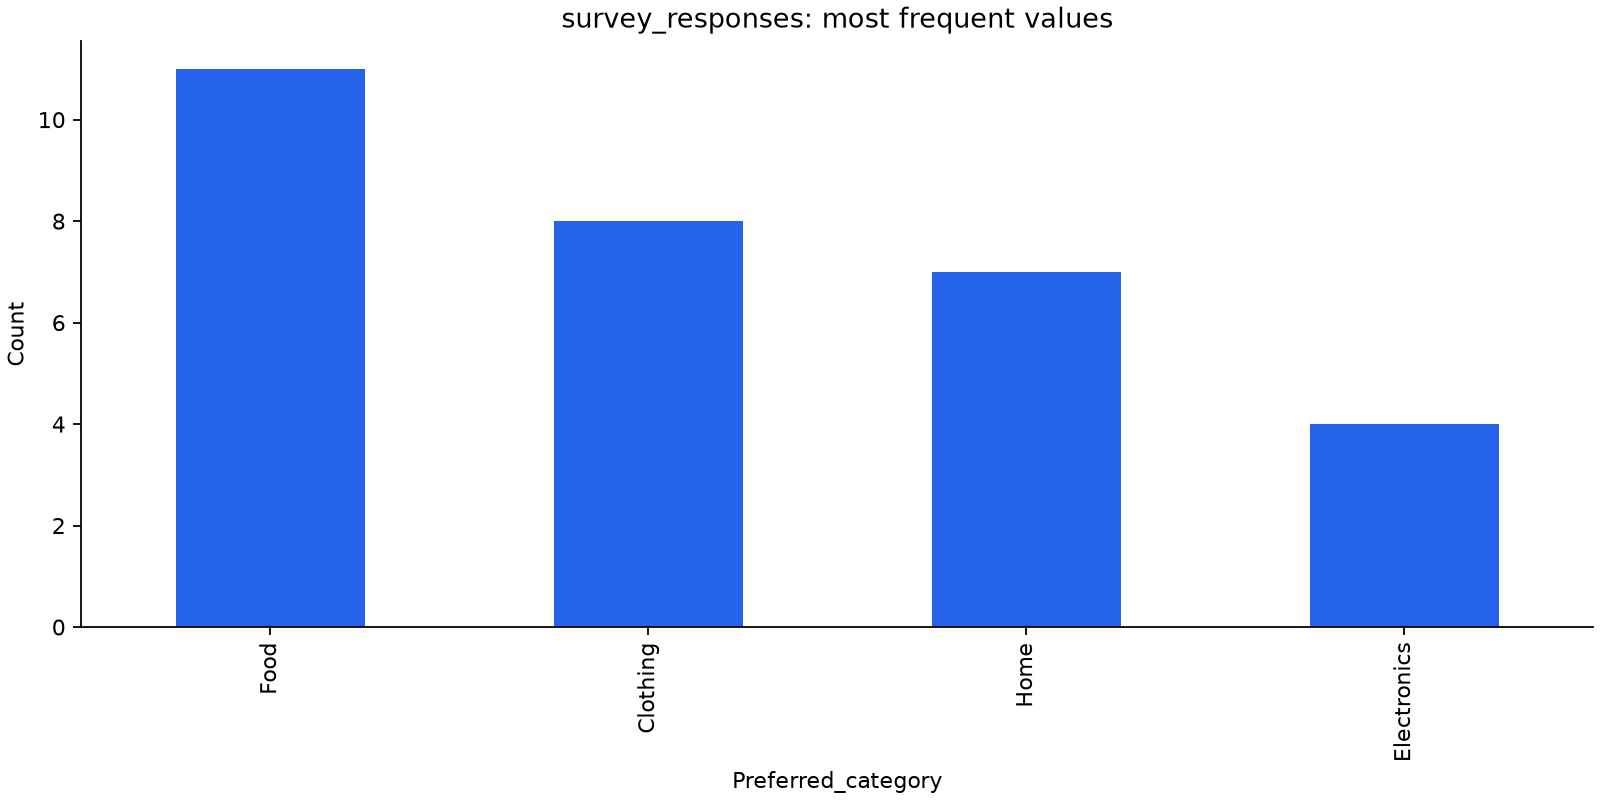 survey_responses: most frequent values
Count
10
8
6
4
2
0
Food
Clothing
Home
Electronics
Preferred_category